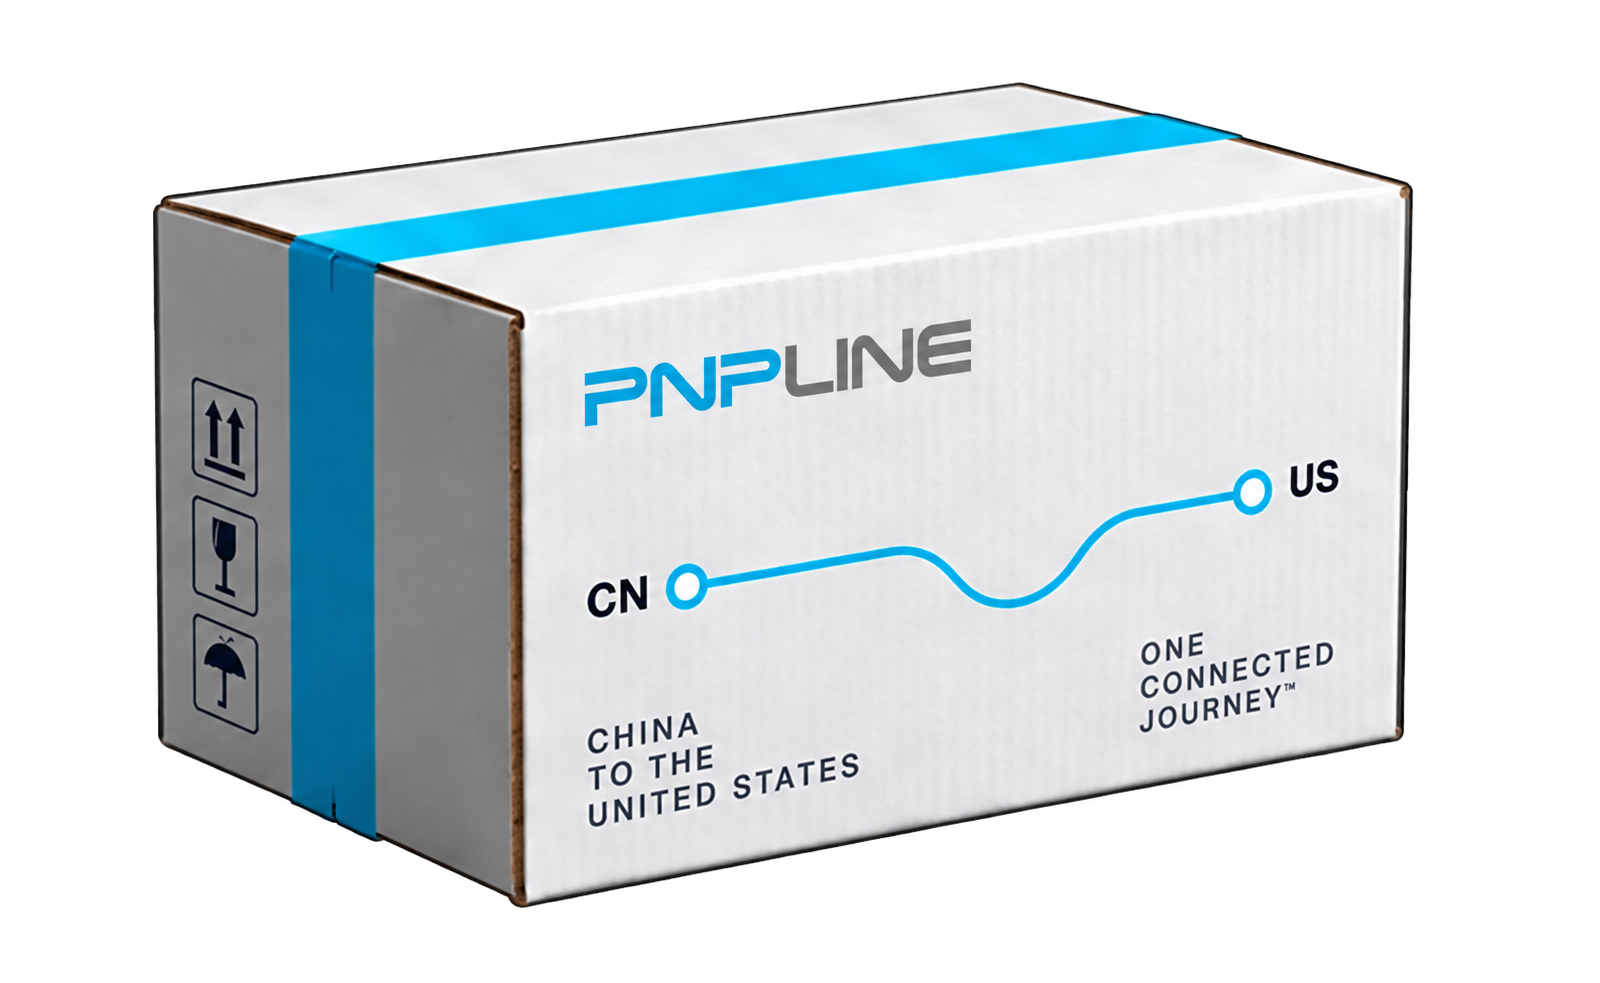 PNPLINE
CN
US
ONE
CONNECTED
JOURNEY™
CHINA
TO THE
UNITED STATES